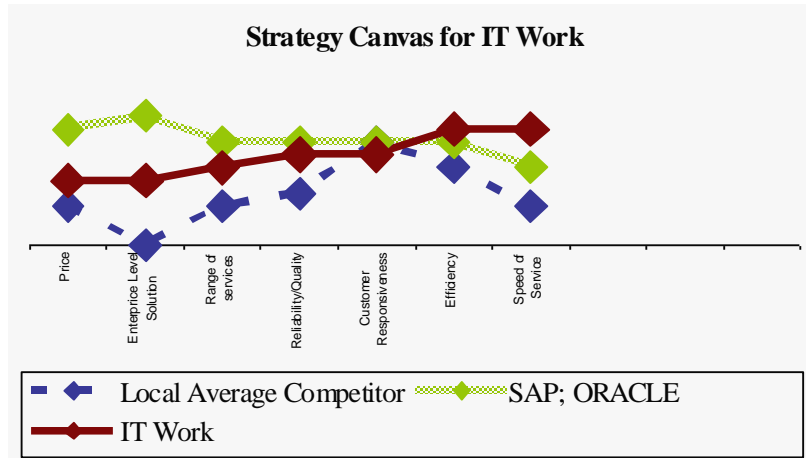 Strategy Canvas for IT Work
Price
Enterprice Level
Solution
Range of
services
Reliability/Quality
Customer
Responsiveness
Efficiency
Speed of
Service
Local Average Competitor
SAP; ORACLE
IT Work